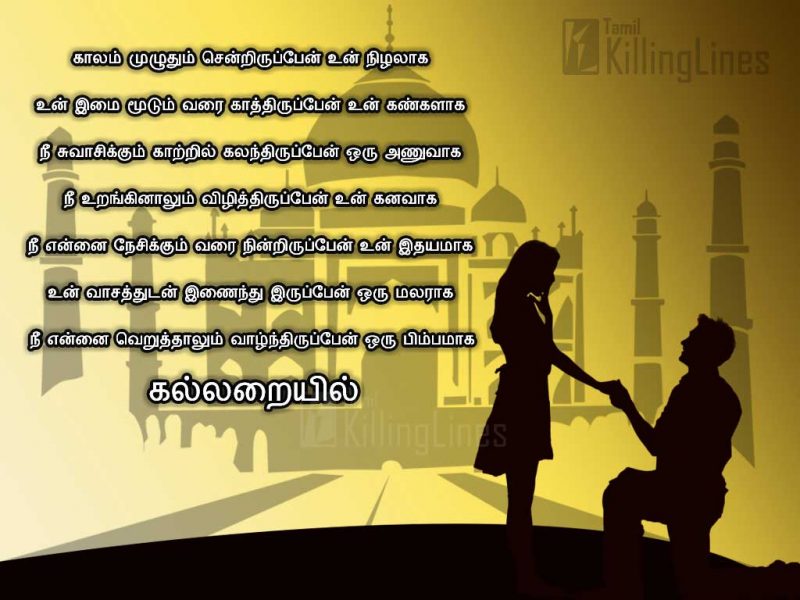 Tamil
KillingLines
காலம் முழுதும் சென்றிருப்பேன் உன் நிழலாக
உன் இமை மூடும் வரை காத்திருப்பேன் உன் கண்களாக
நீ சுவாசிக்கும் காற்றில் கலந்திருப்பேன் ஒரு அணுவாக
நீ உறங்கினாலும் விழித்திருப்பேன் உன் கனவாக
நீ என்னை நேசிக்கும் வரை நின்றிருப்பேன் உன் இதயமாக
உன் வாசத்துடன் இணைந்து இருப்பேன் ஒரு மலராக
நீ என்னை வெறுத்தாலும் வாழ்ந்திருப்பேன் ஒரு பிம்பமாக
கல்லறையில்
KillingLines